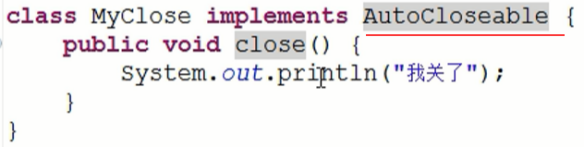 class MyClose implements AutoCloseable {
    public void close() {
        System.out.println("我关了");
    }
}